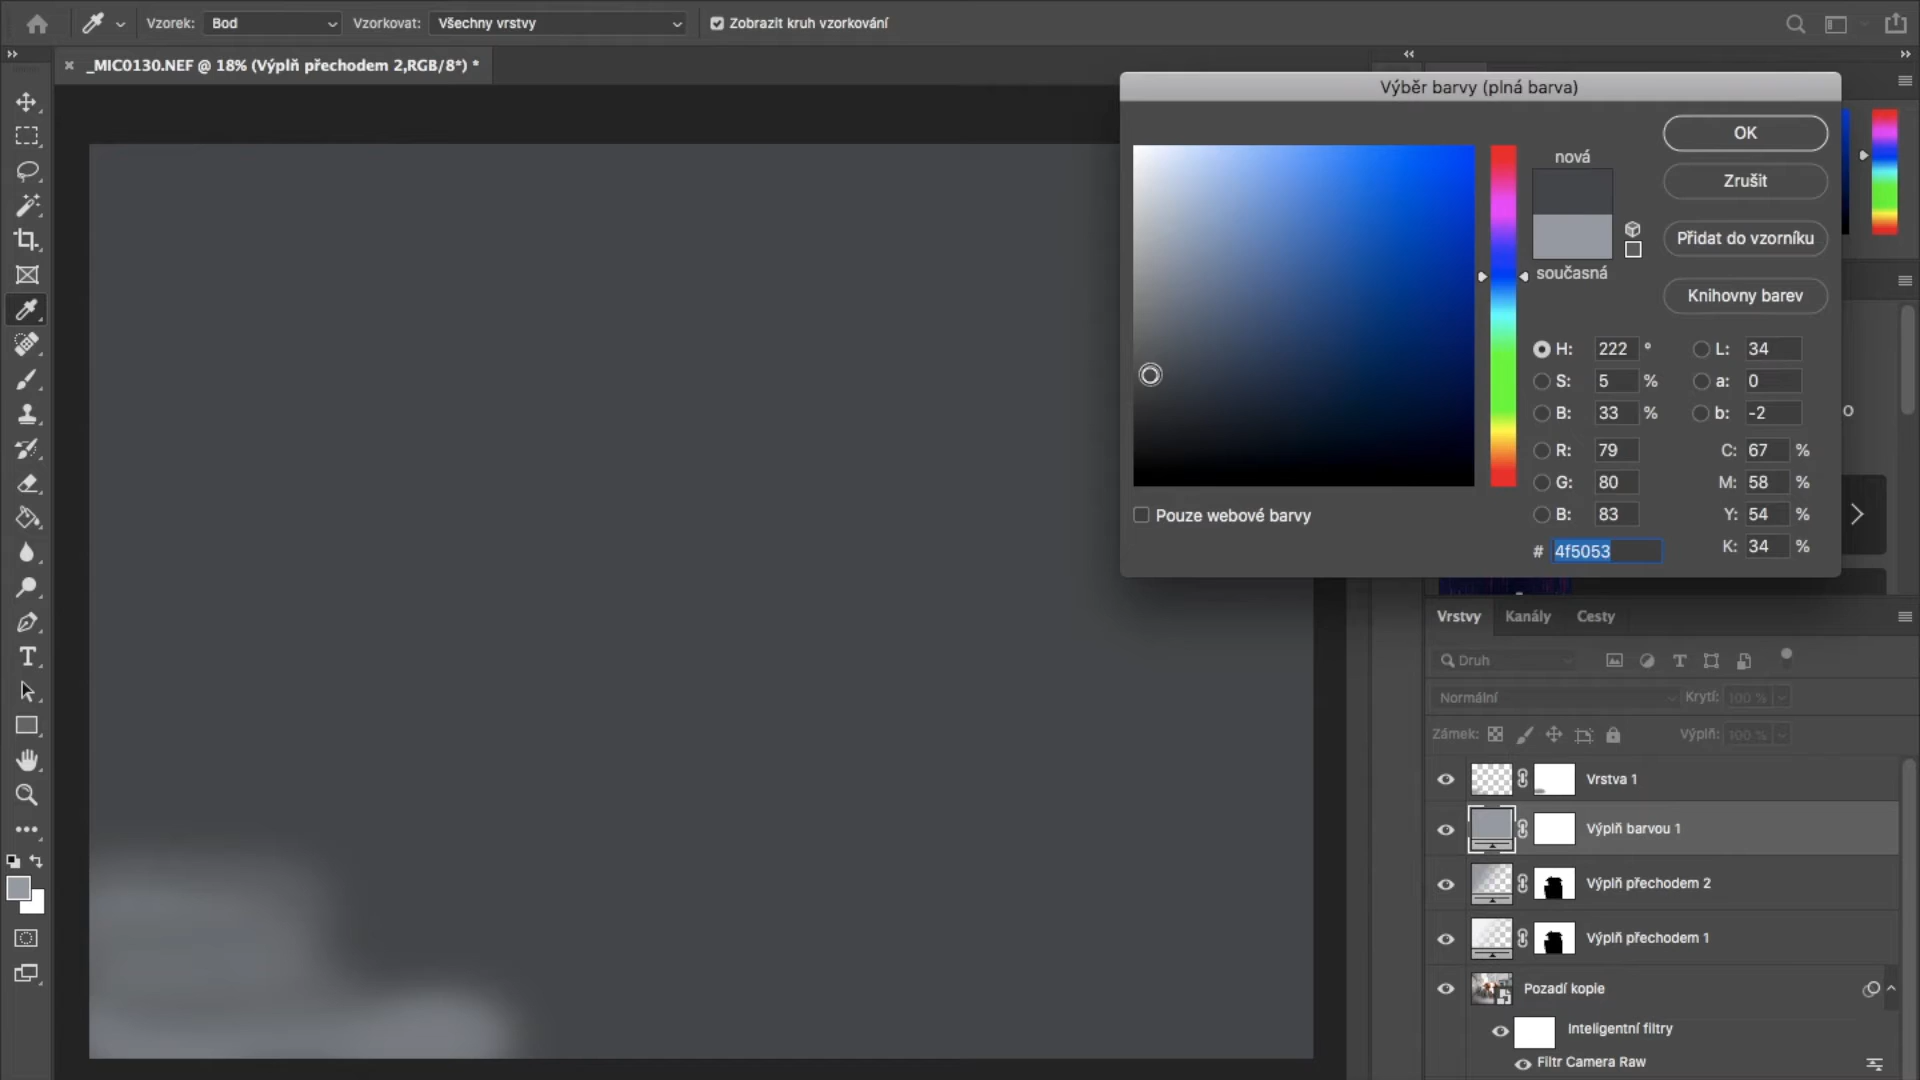 Vzorek: Bod Vzorkovat: Všechny vrstvy Zobrazit kruh vzorkování
_MIC0130.NEF @ 18% (Výplň přechodem 2,RGB/8*) *
Výběr barvy (plná barva)
nová
současná
OK
Zrušit
Přidat do vzorníku
Knihovny barev
H: 222 ° L: 34
S: 5 % a: 0
B: 33 % b: -2
R: 79 C: 67 %
G: 80 M: 58 %
B: 83 Y: 54 %
# 4f5053 K: 34 %
Pouze webové barvy
Vrstvy Kanály Cesty
Druh
Normální Krytí: 100 %
Zámek: Výplň: 100 %
Vrstva 1
Výplň barvou 1
Výplň přechodem 2
Výplň přechodem 1
Pozadí kopie
Inteligentní filtry
Filtr Camera Raw